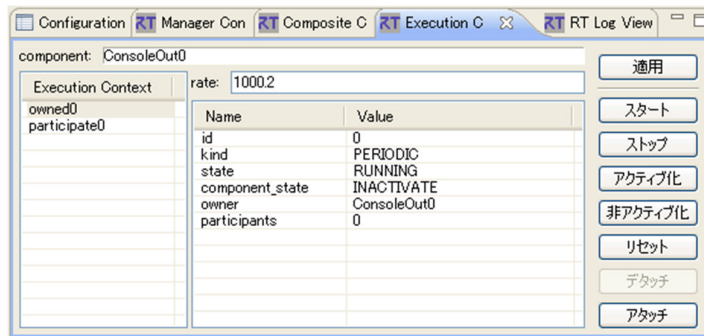 Configuration RT Manager Con RT Composite C RT Execution C RT RT Log View
component: ConsoleOut0
適用
Execution Context
rate: 1000.2
owned0
participate0
Name Value
id 0
kind PERIODIC
state RUNNING
component_state INACTIVATE
owner ConsoleOut0
participants 0
スタート
ストップ
アクティブ化
非アクティブ化
リセット
デタッチ
アタッチ